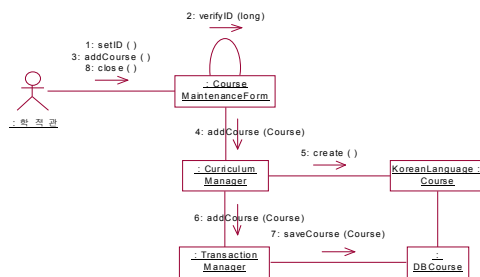 2: verifyID (long)
1: setID ( )
3: addCourse ( )
8: close ( )
: Course
MaintenanceForm
: 학 적 관
4: addCourse (Course)
5: create ( )
: Curriculum
Manager
KoreanLanguage :
Course
6: addCourse (Course)
7: saveCourse (Course)
: Transaction
Manager
:
DBCourse